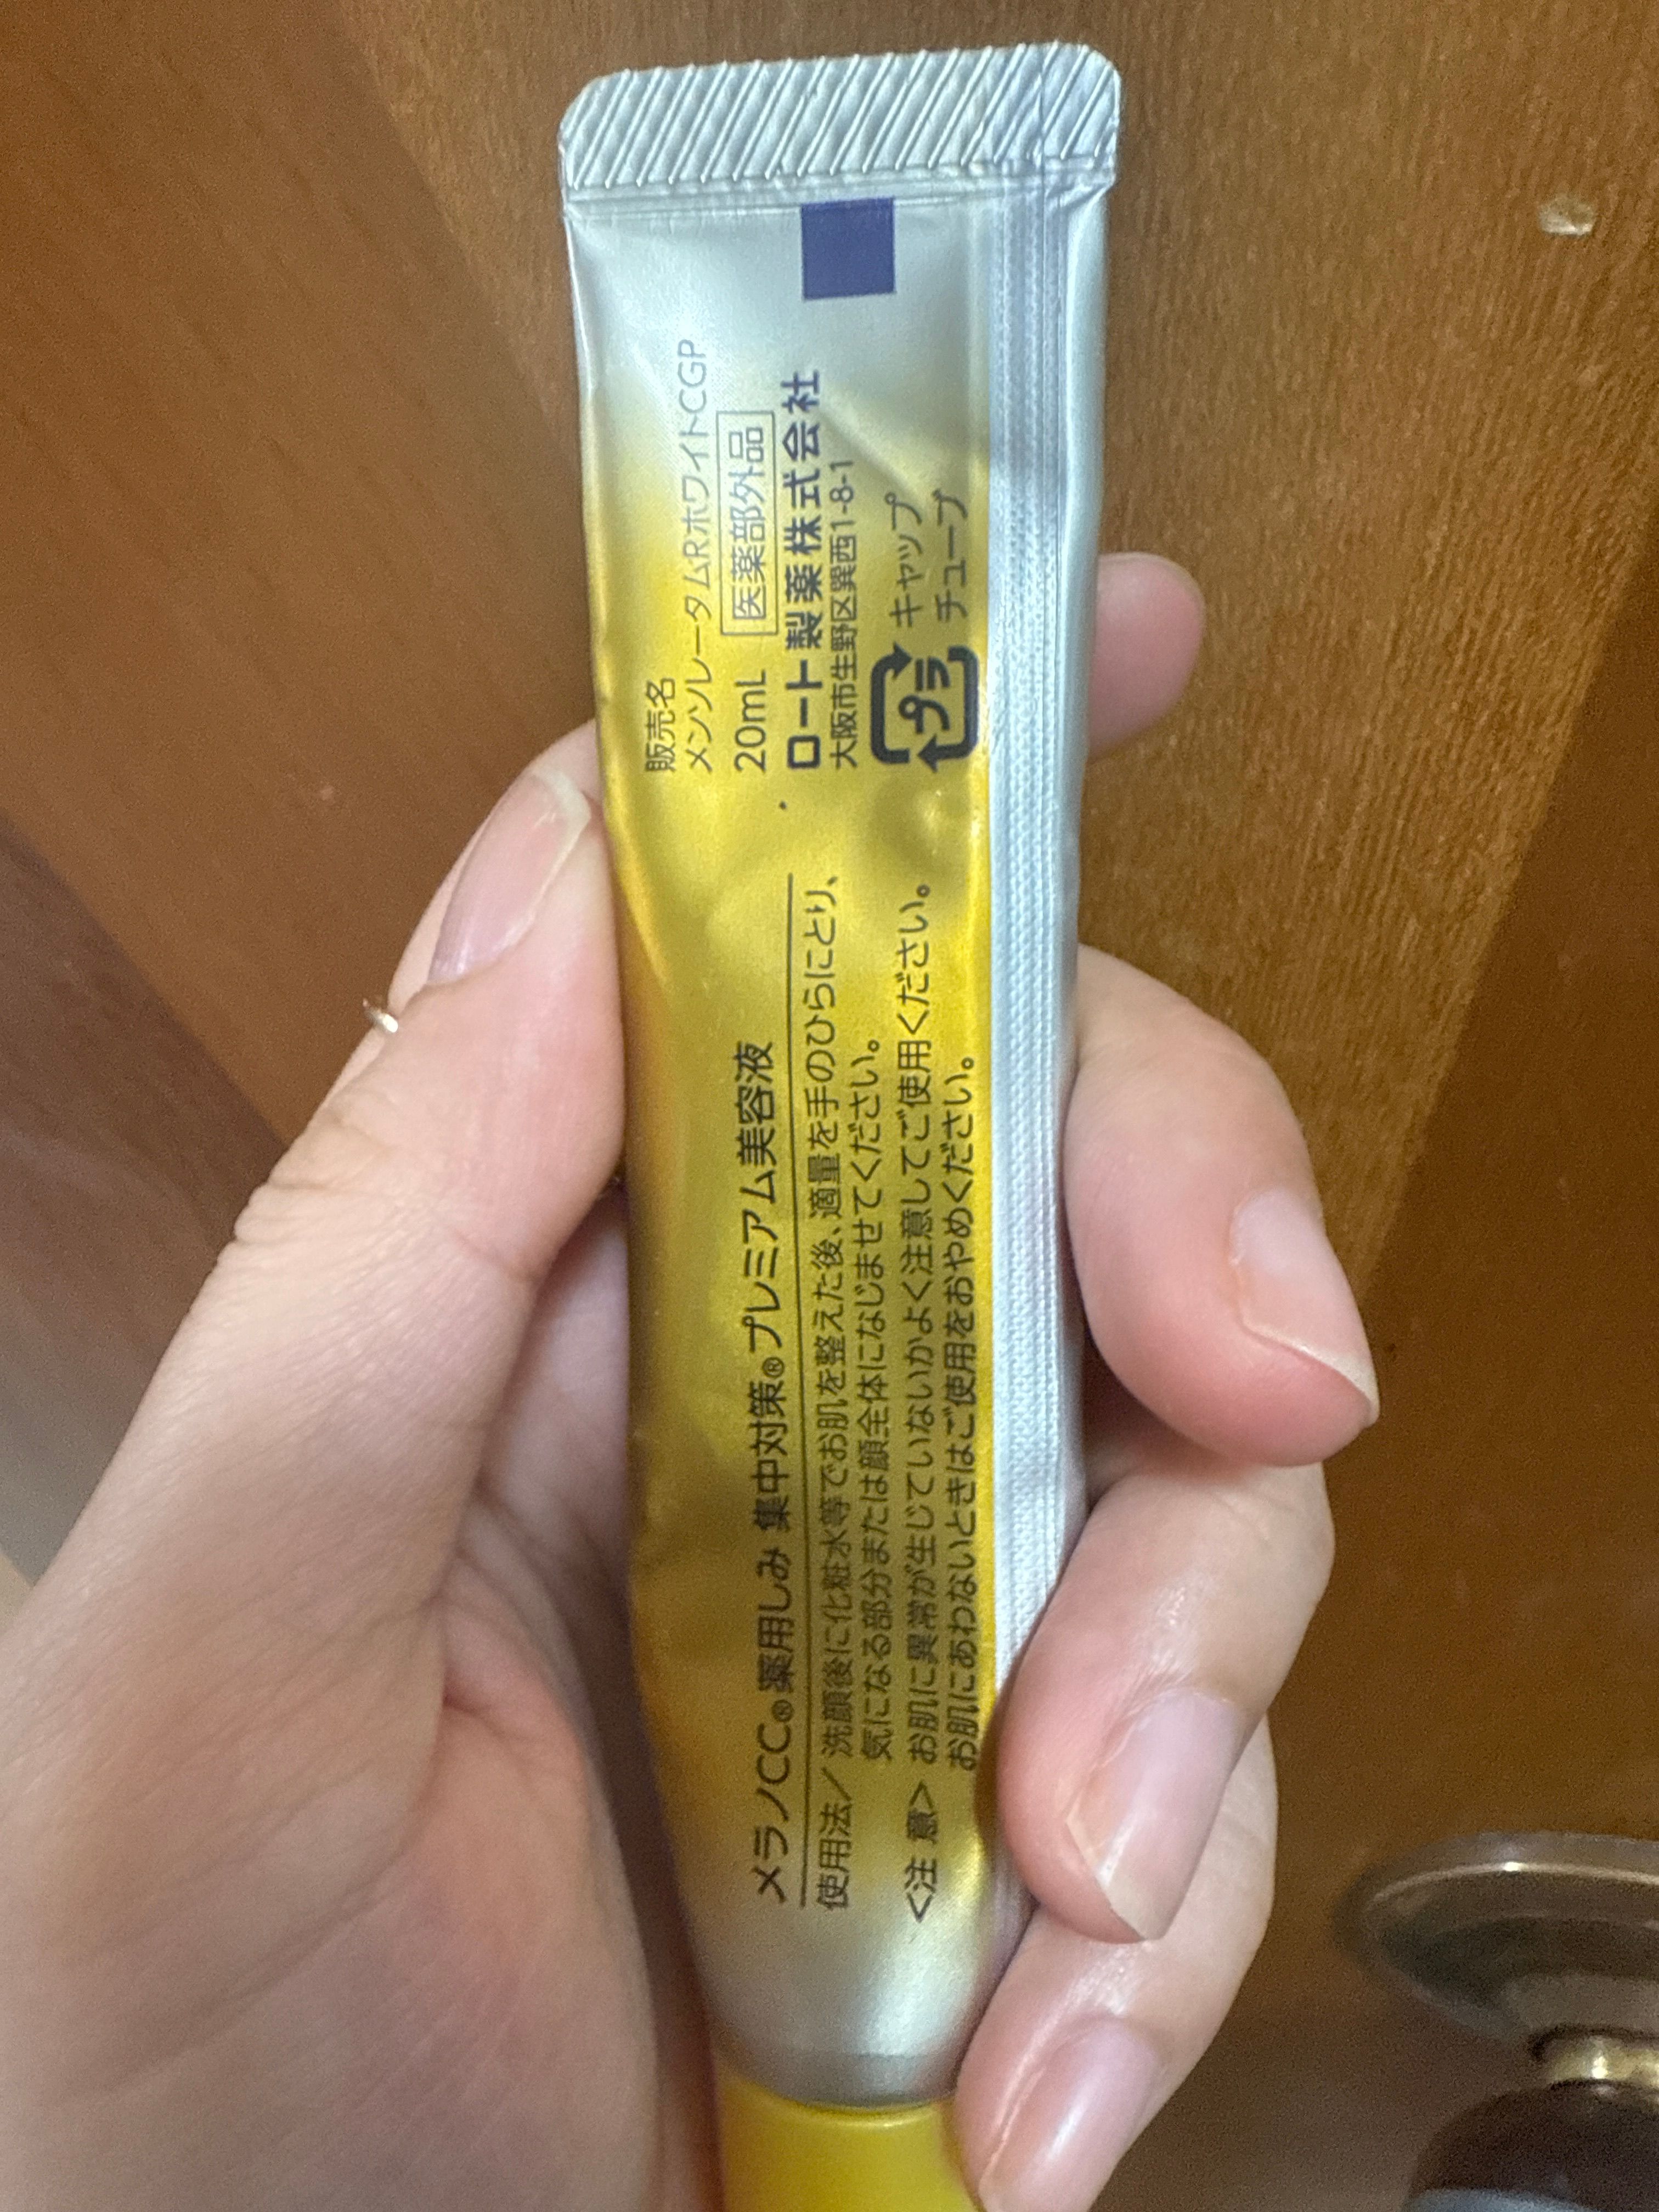 メラノCC® 薬用しみ 集中対策® プレミアム美容液
使用法／洗顔後に化粧水等でお肌を整えた後、適量を手のひらにとり、
気になる部分または顔全体になじませてください。
＜注 意＞お肌に異常が生じていないかよく注意してご使用ください。
お肌にあわないときはご使用をおやめください。
販売名
メンソレータムRホワイトCGP
20mL 医薬部外品
ロート製薬株式会社
大阪市生野区巽西1-8-1
プラ キャップ
チューブ